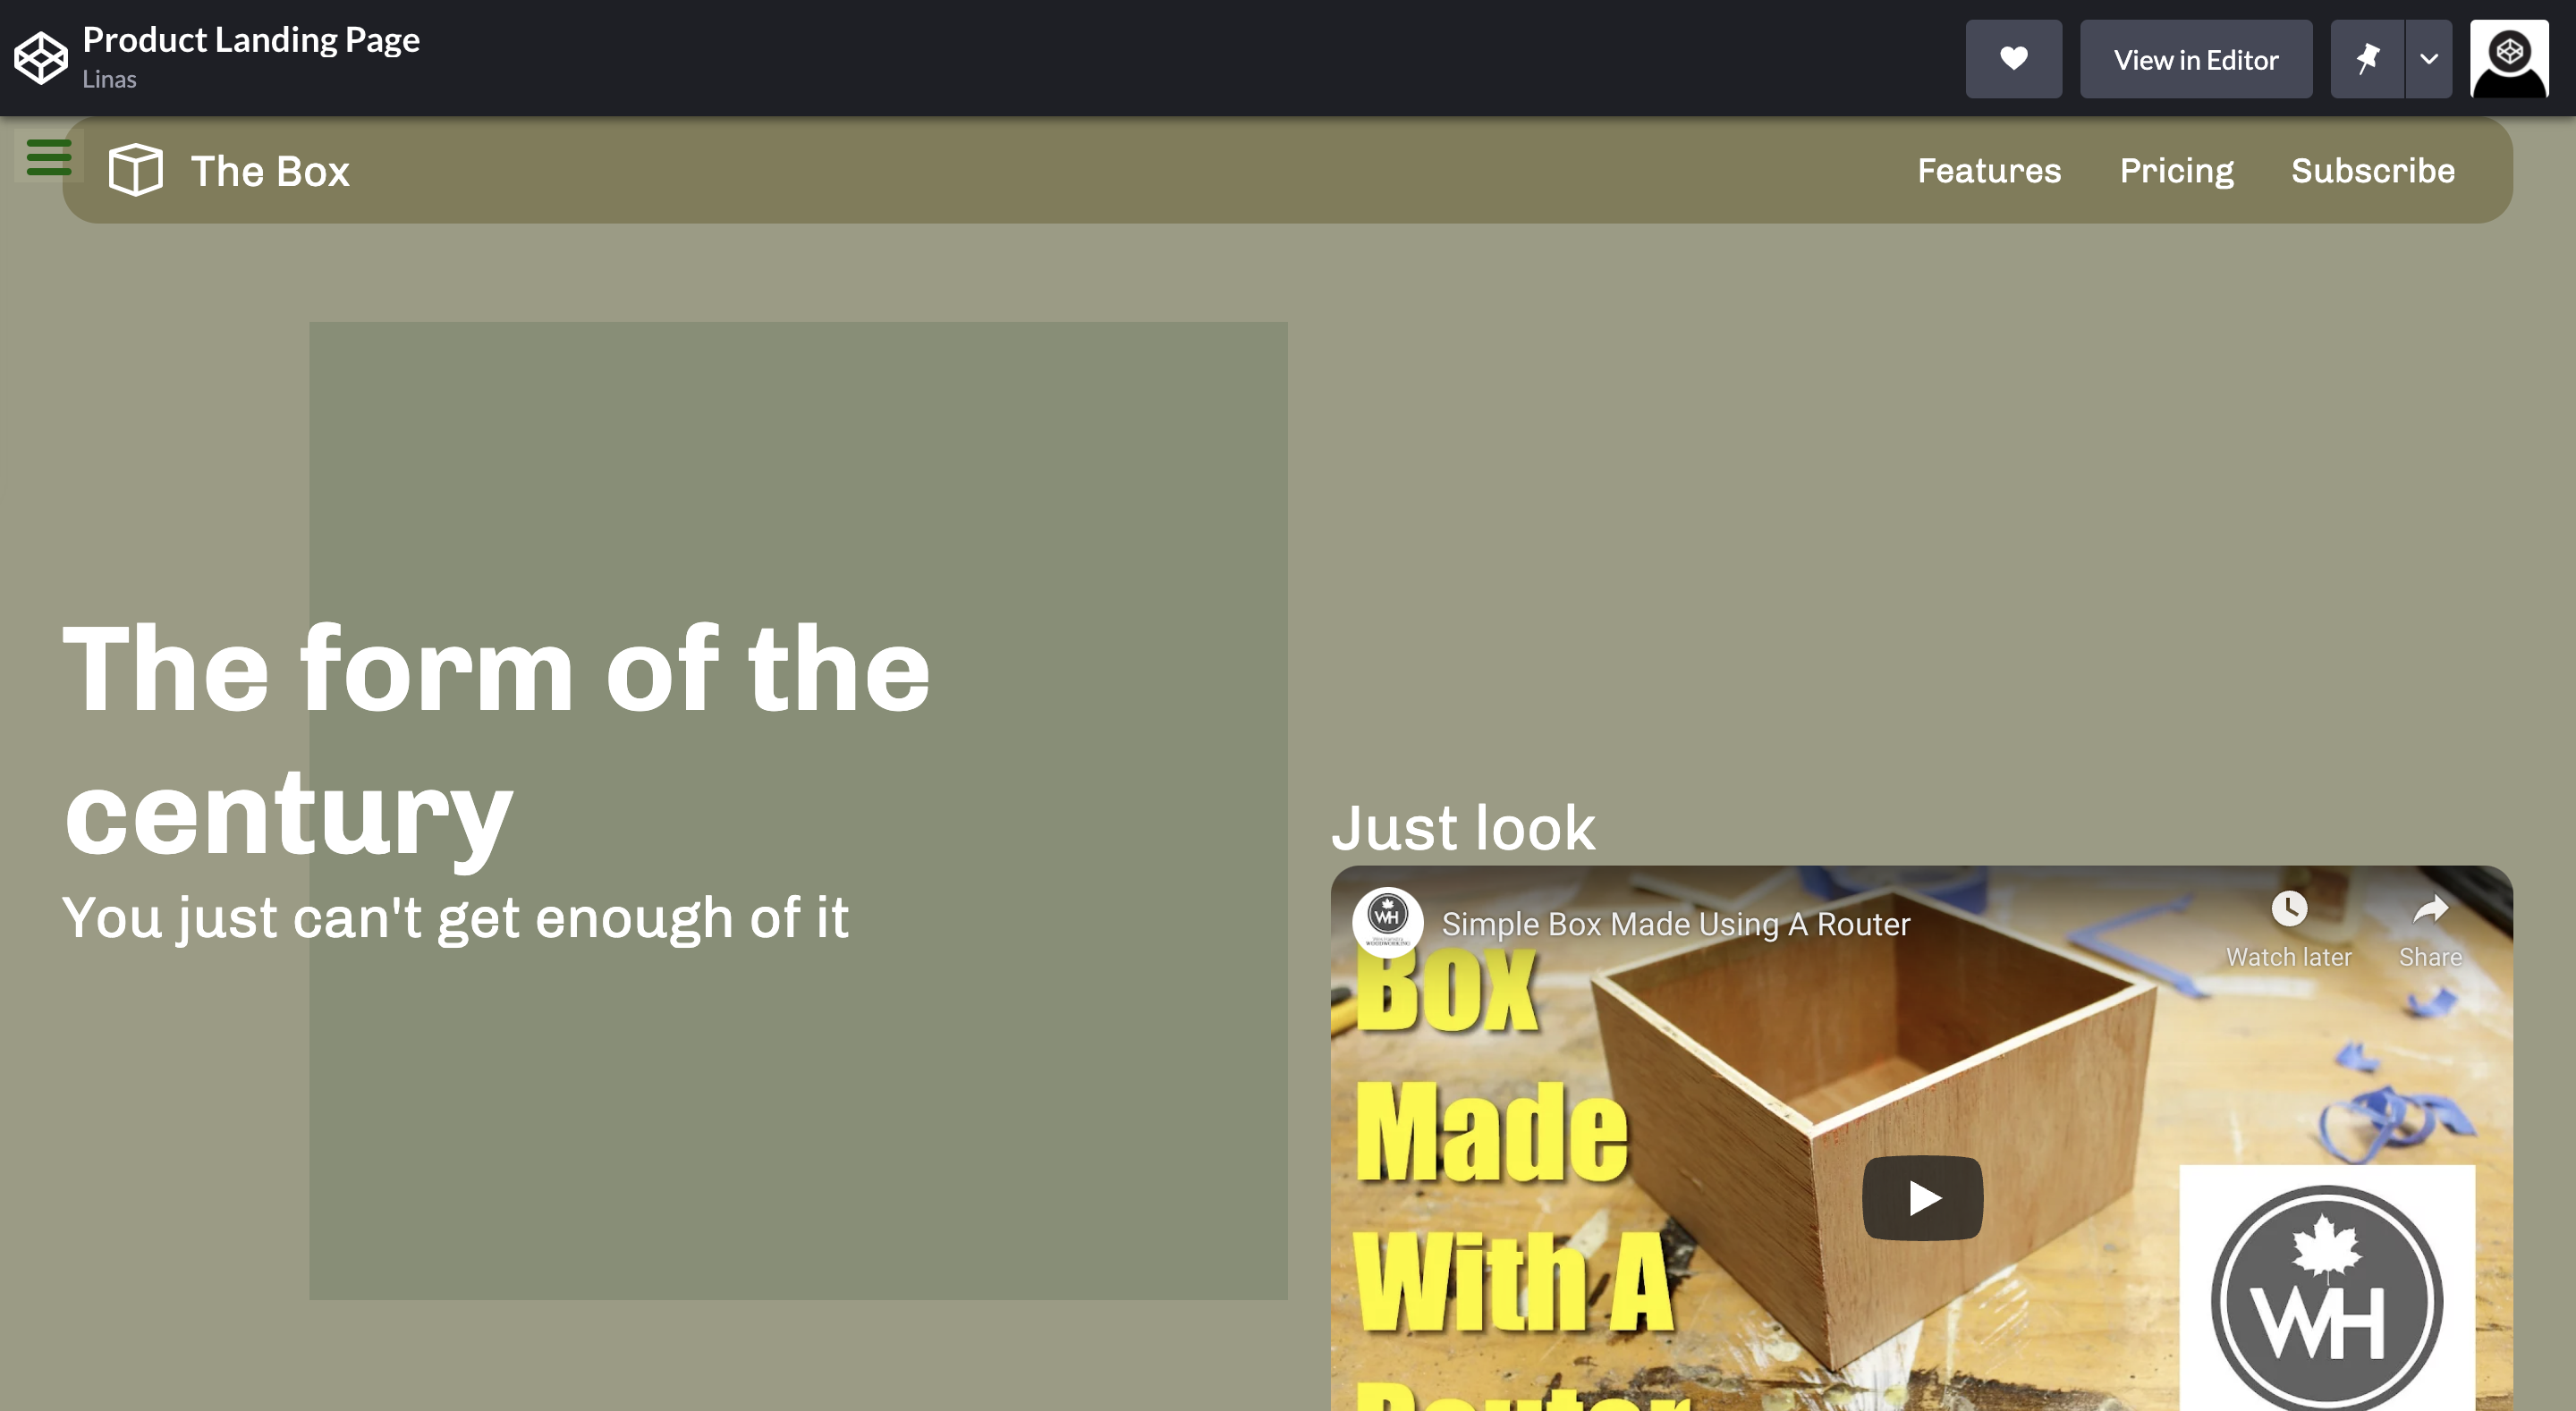 Product Landing Page
Linas
View in Editor
The Box
Features
Pricing
Subscribe
The form of the
century
You just can't get enough of it
Just look
WH
Simple Box Made Using A Router
Watch later
Share
Box
Made
With A
Router
WH